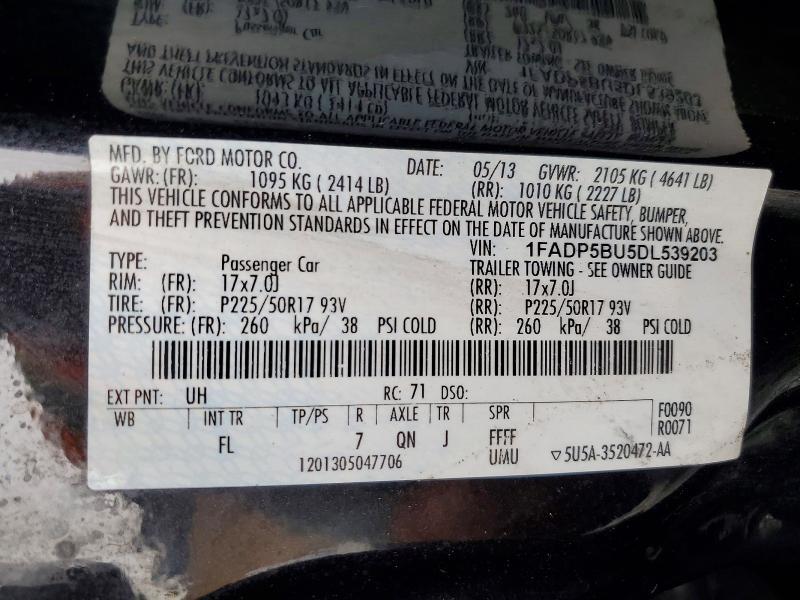 MFD. BY FORD MOTOR CO. DATE: 05/13 GVWR: 2105 KG ( 4641 LB)
GAWR: (FR): 1095 KG ( 2414 LB) (RR): 1010 KG ( 2227 LB)
THIS VEHICLE CONFORMS TO ALL APPLICABLE FEDERAL MOTOR VEHICLE SAFETY, BUMPER,
AND THEFT PREVENTION STANDARDS IN EFFECT ON THE DATE OF MANUFACTURE SHOWN ABOVE.
VIN: 1FADP5BU5DL539203
TYPE: Passenger Car TRAILER TOWING - SEE OWNER GUIDE
RIM: (FR): 17x7.0J (RR): 17x7.0J
TIRE: (FR): P225/50R17 93V (RR): P225/50R17 93V
PRESSURE: (FR): 260 kPa/ 38 PSI COLD (RR): 260 kPa/ 38 PSI COLD
EXT PNT: UH RC: 71 DSO:
WB INT TR TP/PS R AXLE TR SPR F0090
FL 7 QN J FFFF R0071
1201305047706 UMU ▽5U5A-3520472-AA